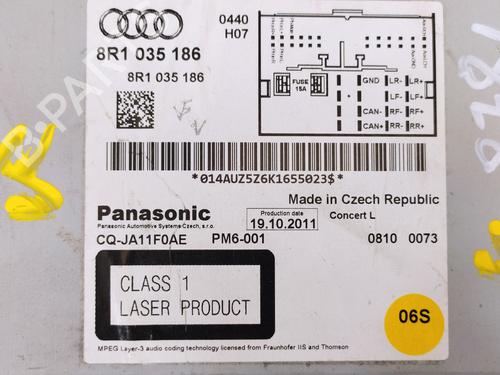 0440
H07
8R1 035 186
8R1 035 186
FUSE
15A
GND LR- LR+
+ LF- LF+
CAN- RF- RF+
CAN+ RR- RR+
*014AUZ5Z6K1655023$*
Panasonic
Panasonic Automotive Systems Czech, s.r.o.
Production date
19.10.2011
Made in Czech Republic
Concert L
CQ-JA11F0AE PM6-001 0810 0073
CLASS 1
LASER PRODUCT
06S
MPEG Layer-3 audio coding technology licensed from Fraunhofer IIS and Thomson
B-PARTS